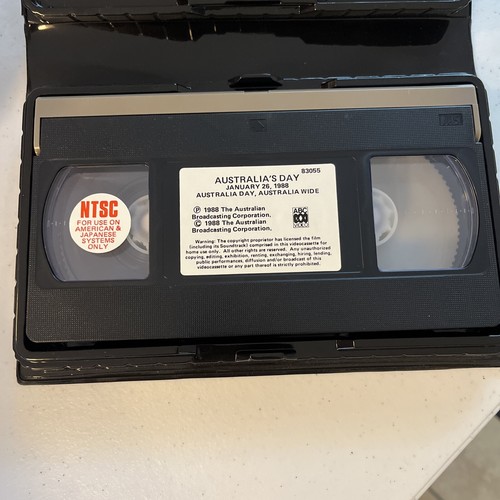 83055
AUSTRALIA'S DAY
JANUARY 26, 1988
AUSTRALIA DAY, AUSTRALIA WIDE
Ⓟ 1988 The Australian
Broadcasting Corporation.
© 1988 The Australian
Broadcasting Corporation.
ABC
VIDEO
Warning: The copyright proprietor has licensed the film
(including its Soundtrack) comprised in this videocassette for
home use only. All other rights are reserved. Any unauthorized
copying, editing, exhibition, renting, exchanging, hiring, lending,
public performances, diffusion and/or broadcast of this
videocassette or any part thereof is strictly prohibited.
NTSC
FOR USE ON
AMERICAN &
JAPANESE
SYSTEMS
ONLY
VHS